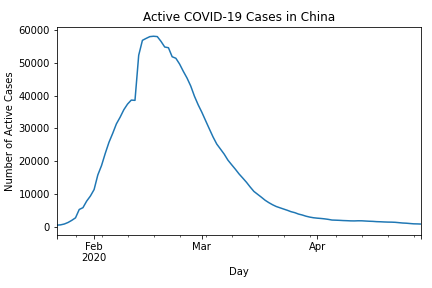 Active COVID-19 Cases in China
Number of Active Cases
60000
50000
40000
30000
20000
10000
0
Feb
2020
Mar
Apr
Day